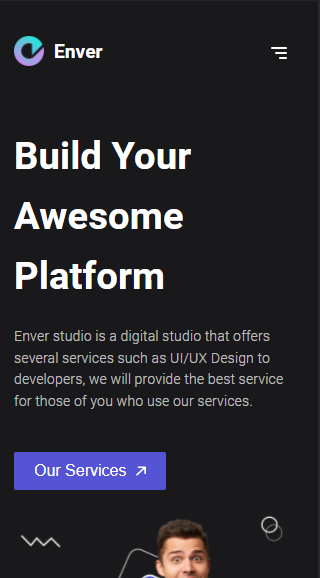 Enver
Build Your
Awesome
Platform
Enver studio is a digital studio that offers
several services such as UI/UX Design to
developers, we will provide the best service
for those of you who use our services.
Our Services